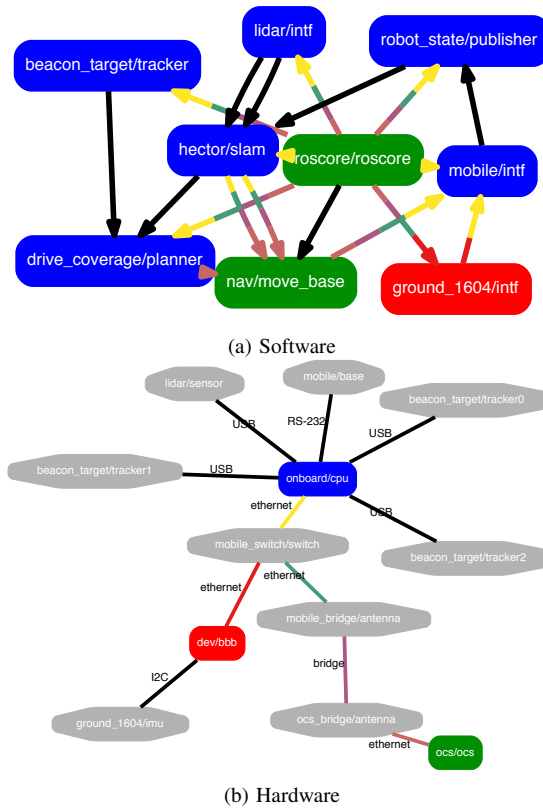 lidar/intf
robot_state/publisher
beacon_target/tracker
hector/slam
roscore/roscore
mobile/intf
drive_coverage/planner
nav/move_base
ground_1604/intf
(a) Software
lidar/sensor
mobile/base
beacon_target/tracker0
USB
RS-232
USB
beacon_target/tracker1
USB
onboard/cpu
ethernet
USB
mobile_switch/switch
beacon_target/tracker2
ethernet
ethernet
mobile_bridge/antenna
dev/bbb
bridge
I2C
ground_1604/imu
ocs_bridge/antenna
ethernet
ocs/ocs
(b) Hardware